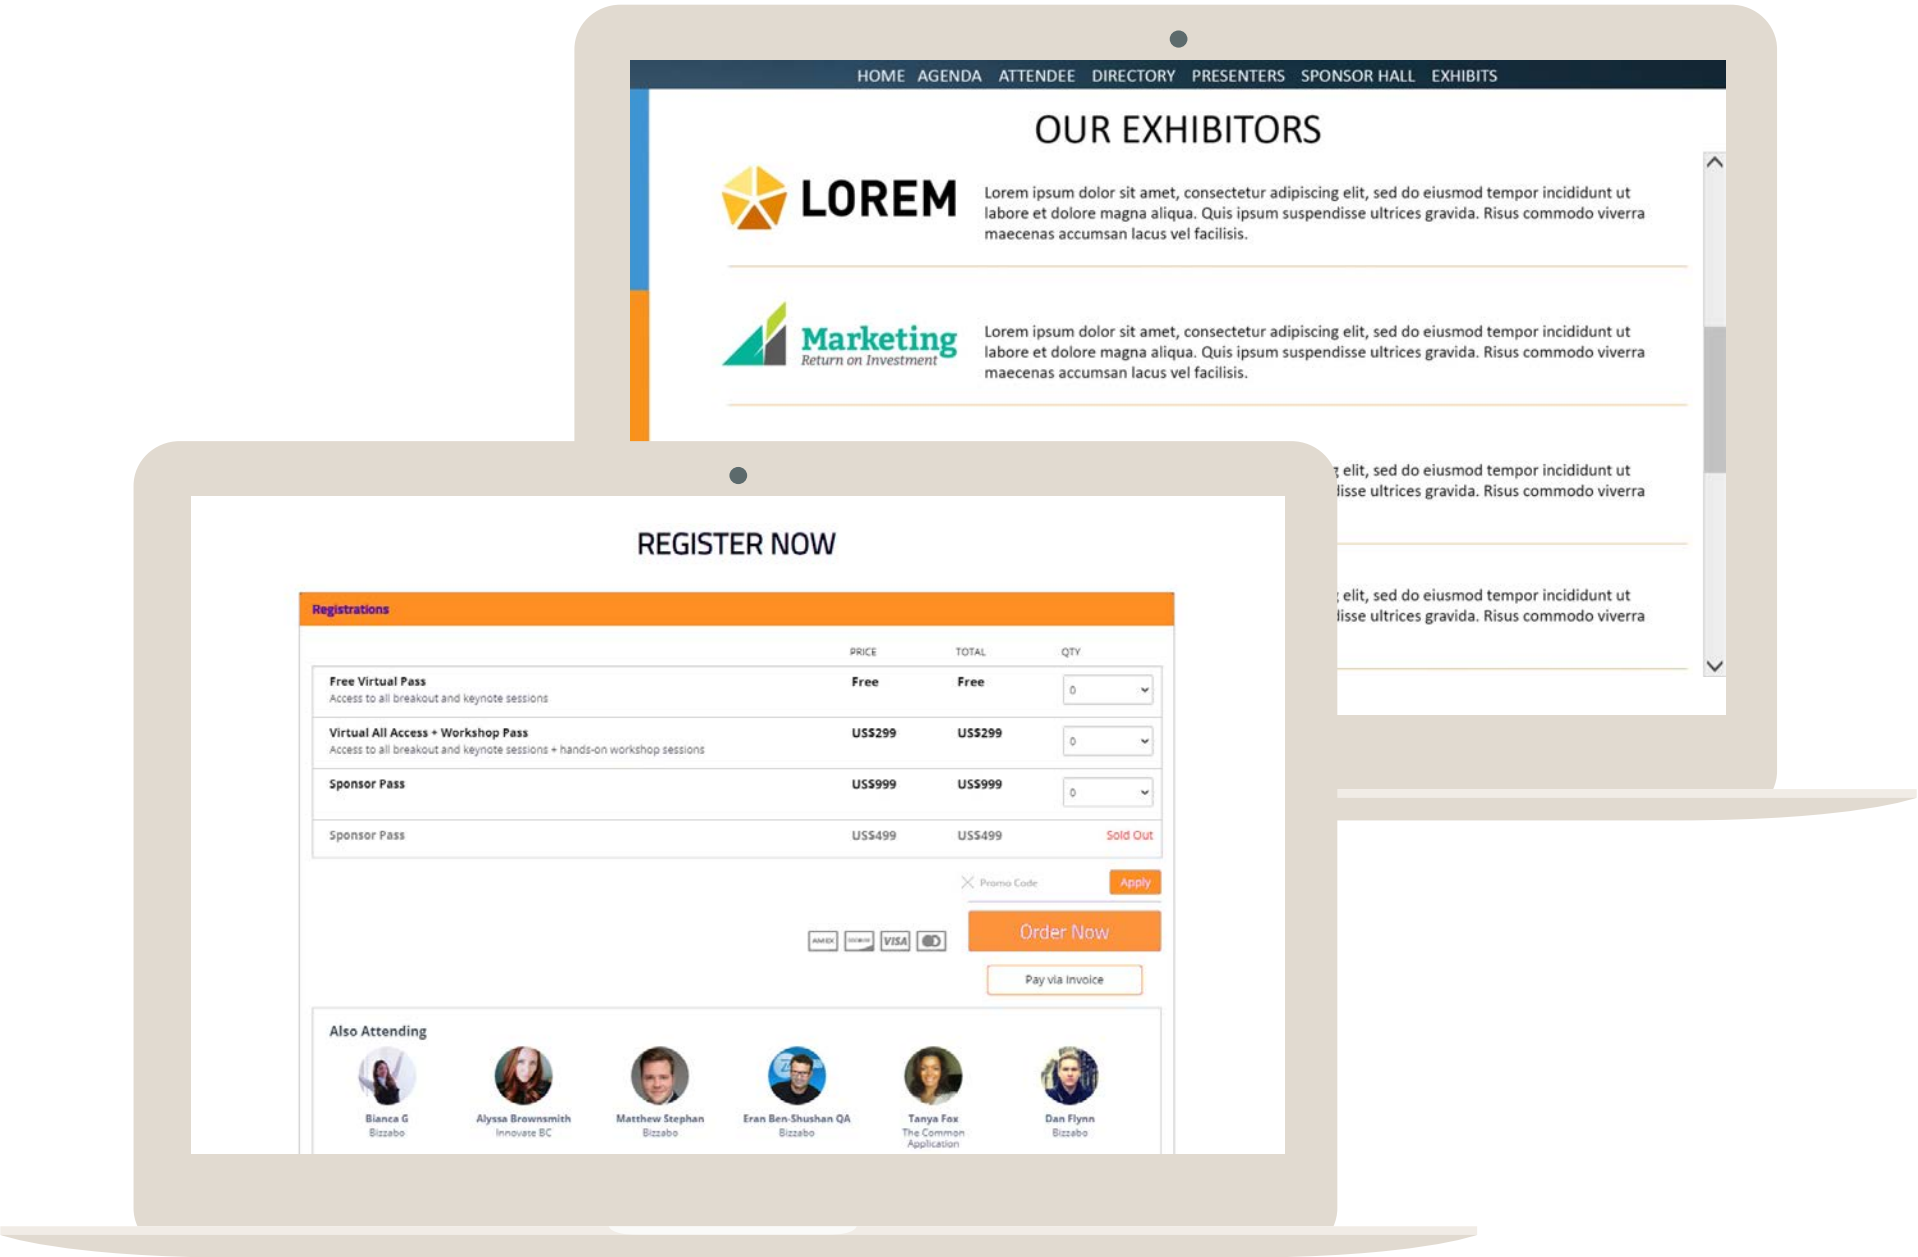 HOME AGENDA ATTENDEE DIRECTORY PRESENTERS SPONSOR HALL EXHIBITS
OUR EXHIBITORS
LOREM
Lorem ipsum dolor sit amet, consectetur adipiscing elit, sed do eiusmod tempor incididunt ut
labore et dolore magna aliqua. Quis ipsum suspendisse ultrices gravida. Risus commodo viverra
maecenas accumsan lacus vel facilisis.
Marketing
Return on Investment
Lorem ipsum dolor sit amet, consectetur adipiscing elit, sed do eiusmod tempor incididunt ut
labore et dolore magna aliqua. Quis ipsum suspendisse ultrices gravida. Risus commodo viverra
maecenas accumsan lacus vel facilisis.
elit, sed do eiusmod tempor incididunt ut
ultrices gravida. Risus commodo viverra
elit, sed do eiusmod tempor incididunt ut
ultrices gravida. Risus commodo viverra
REGISTER NOW
Registrations
PRICE TOTAL QTY
Free Virtual Pass Free Free 0
Access to all breakout and keynote sessions
Virtual All Access + Workshop Pass US$299 US$299 0
Access to all breakout and keynote sessions + hands-on workshop sessions
Sponsor Pass US$999 US$999 0
Sponsor Pass US$499 US$499 Sold Out
Promo Code Apply
Order Now
AMEX VISA
Pay via Invoice
Also Attending
Bianca G
Bizzabo
Alyssa Brownsmith
Innovate BC
Matthew Stephan
Bizzabo
Eran Ben-Shushan QA
Bizzabo
Tanya Fox
The Common
Application
Dan Flynn
Bizzabo